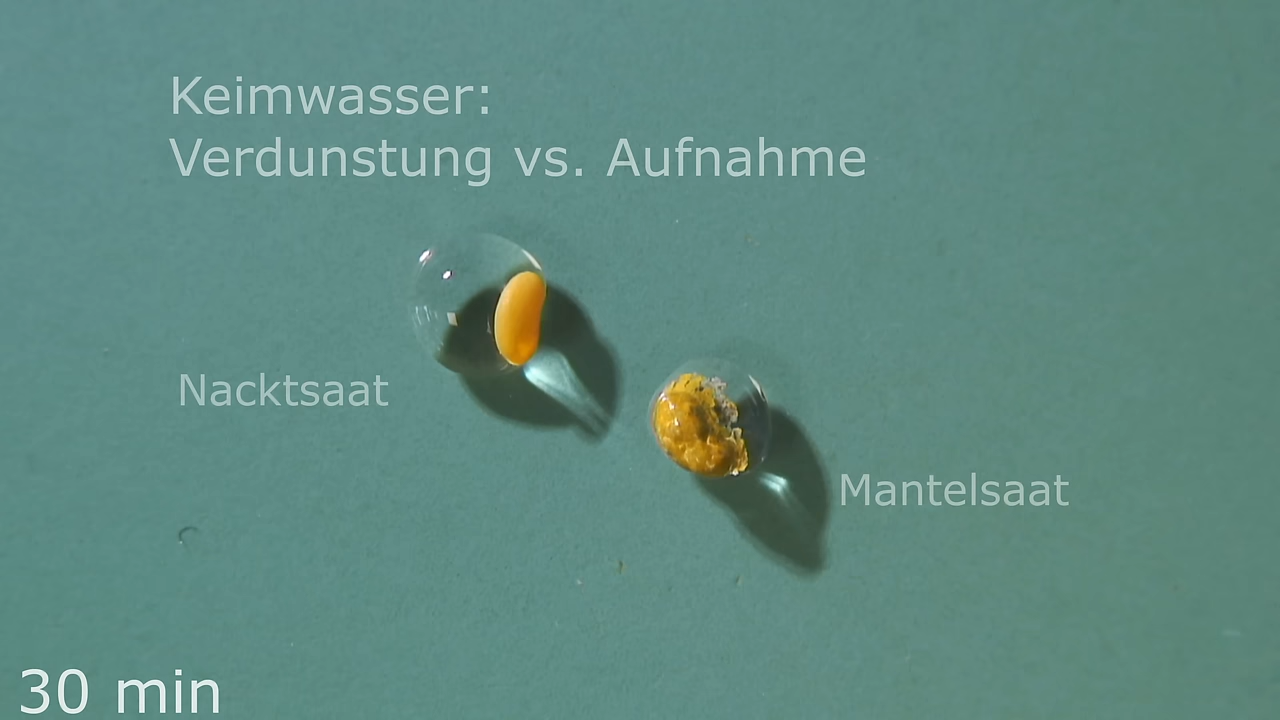 Keimwasser:
Verdunstung vs. Aufnahme
Nacktsaat
Mantelsaat
30 min